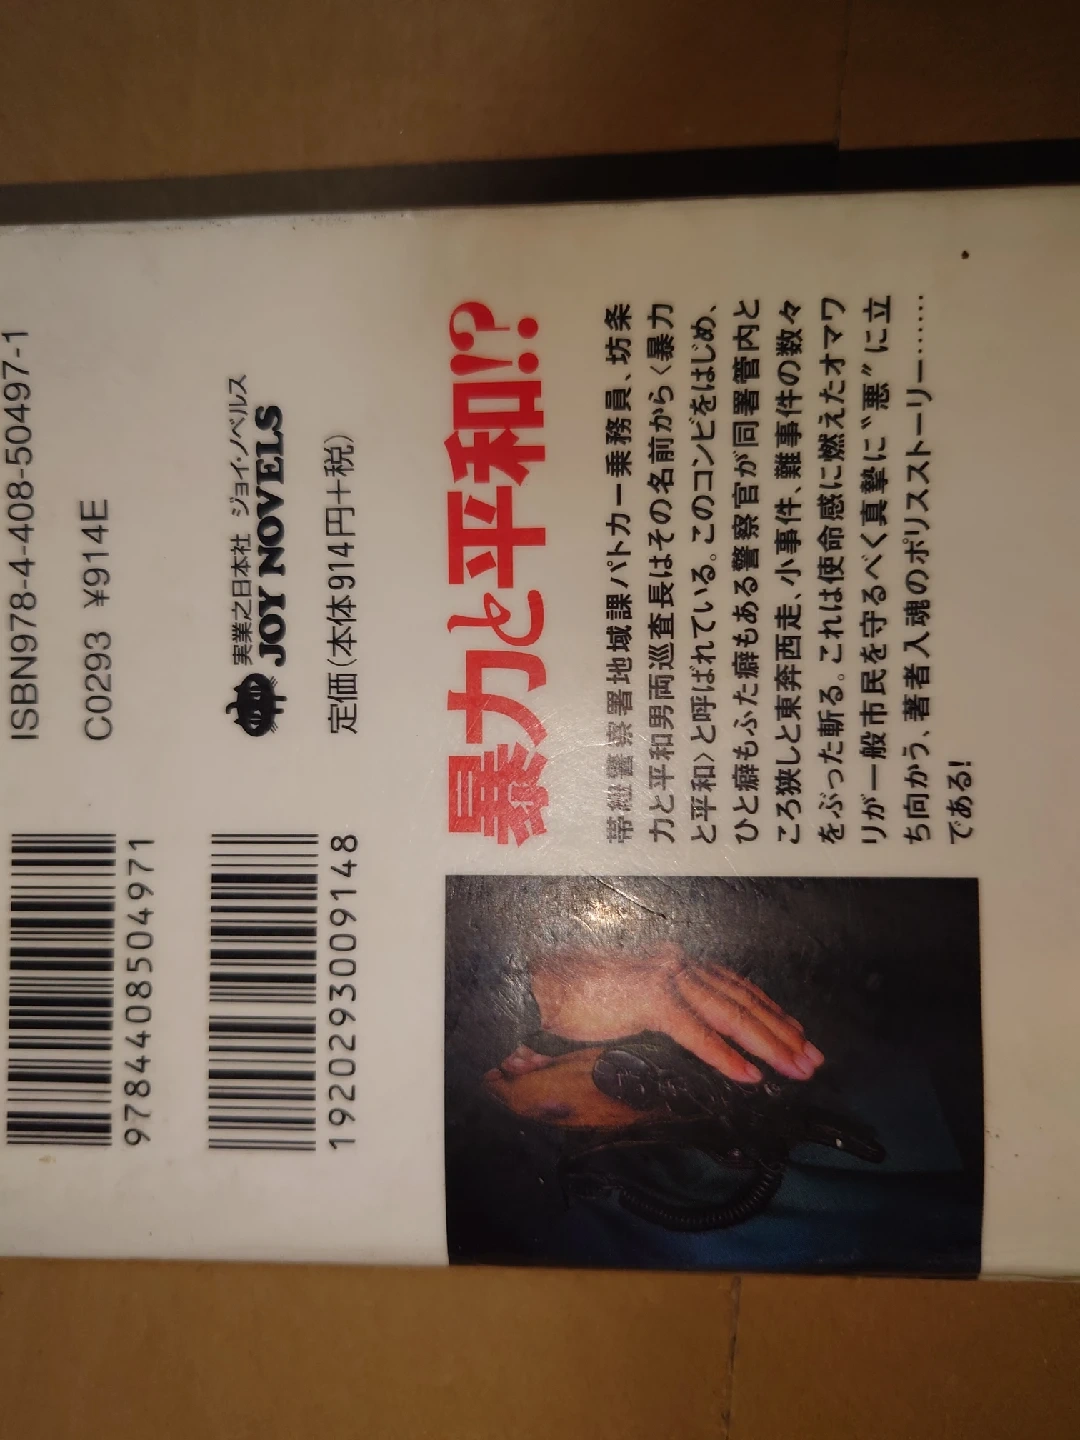 ISBN978-4-408-50497-1
C0293 ¥914E
実業之日本社 ジョイ・ノベルス
JOY NOVELS
定価(本体914円+税)
9784408504971
1920293009148
暴力と平和!?
帯紐警察署地域課パトカー乗務員、坊条
力と平和男両巡査長はその名前から〈暴力
と平和〉と呼ばれている。このコンビをはじめ、
ひと癖もふた癖もある警察官が同署管内と
ころ狭しと東奔西走、小事件、難事件の数々
をぶった斬る。これは使命感に燃えたオマワ
リが一般市民を守るべく真摯に〝悪〟に立
ち向かう、著者入魂のポリスストーリー……
である!